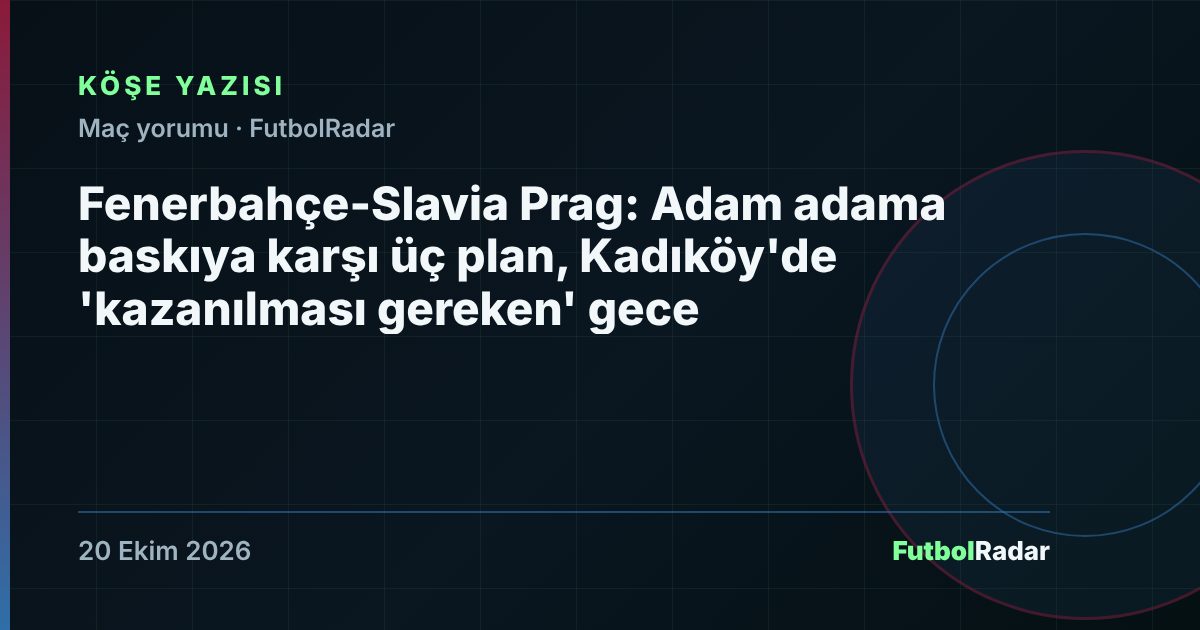 KÖŞE YAZISI
Maç yorumu · FutbolRadar
Fenerbahçe-Slavia Prag: Adam adama
baskıya karşı üç plan, Kadıköy'de
'kazanılması gereken' gece
20 Ekim 2026
FutbolRadar